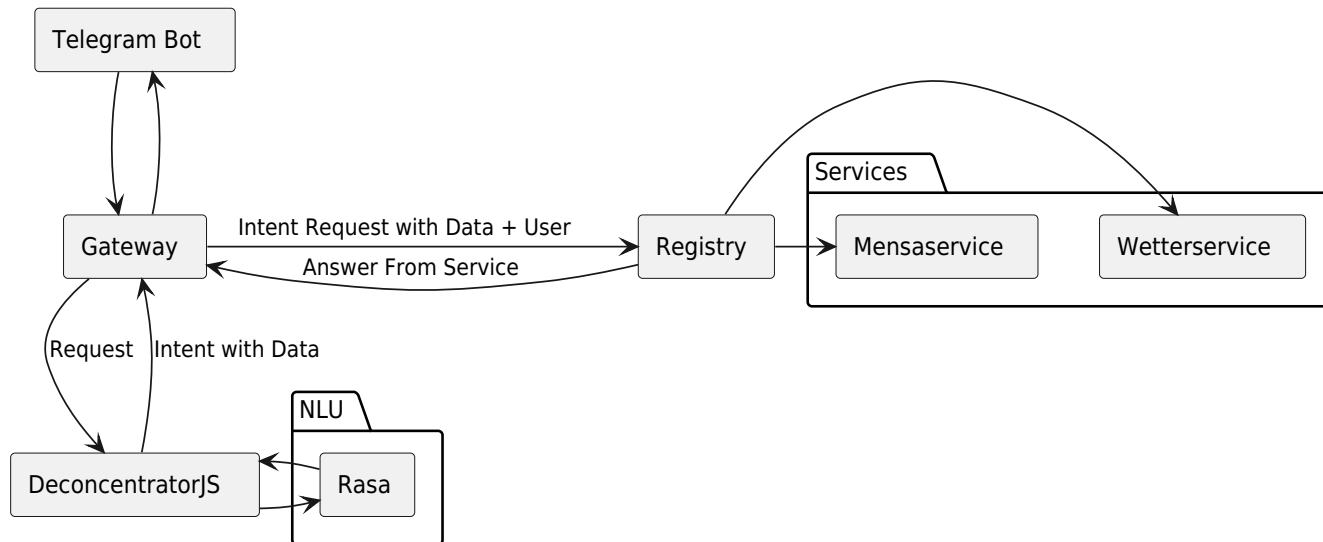 Telegram Bot
Services
Gateway
Intent Request with Data + User
Answer From Service
Registry
Mensaservice
Wetterservice
Request
Intent with Data
NLU
DeconcentratorJS
Rasa